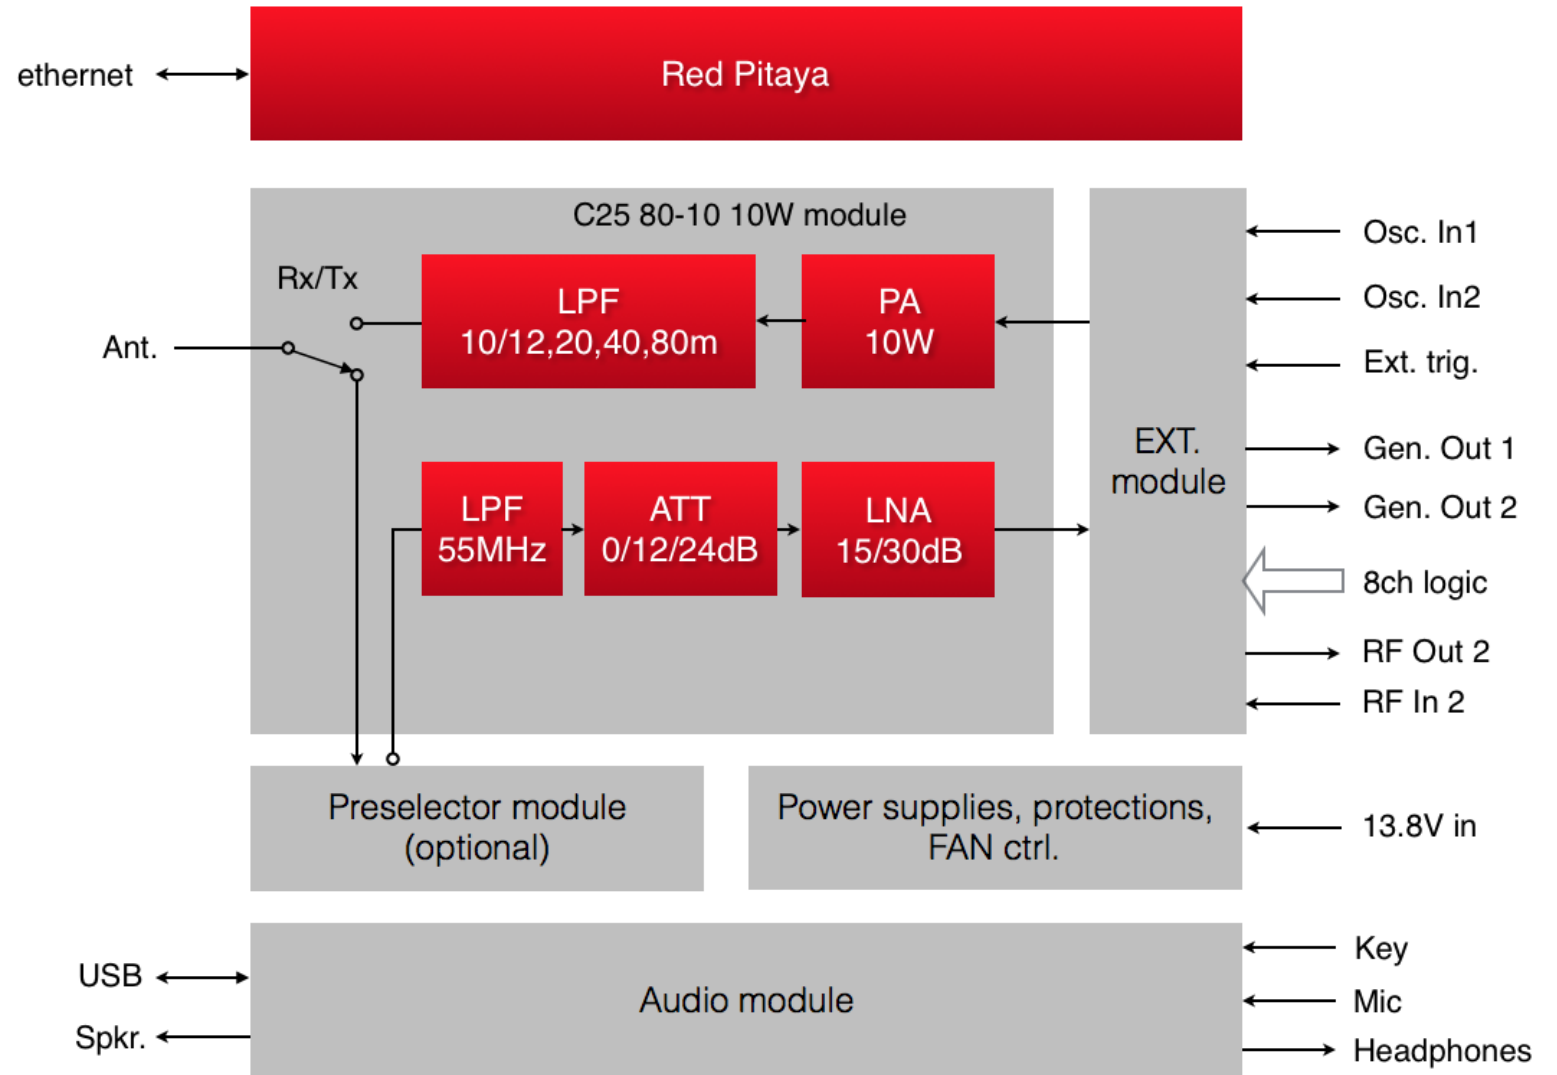 ethernet
Red Pitaya
C25 80-10 10W module
Rx/Tx
Ant.
LPF
10/12,20,40,80m
PA
10W
LPF
55MHz
ATT
0/12/24dB
LNA
15/30dB
EXT.
module
Osc. In1
Osc. In2
Ext. trig.
Gen. Out 1
Gen. Out 2
8ch logic
RF Out 2
RF In 2
Preselector module
(optional)
Power supplies, protections,
FAN ctrl.
13.8V in
USB
Spkr.
Audio module
Key
Mic
Headphones